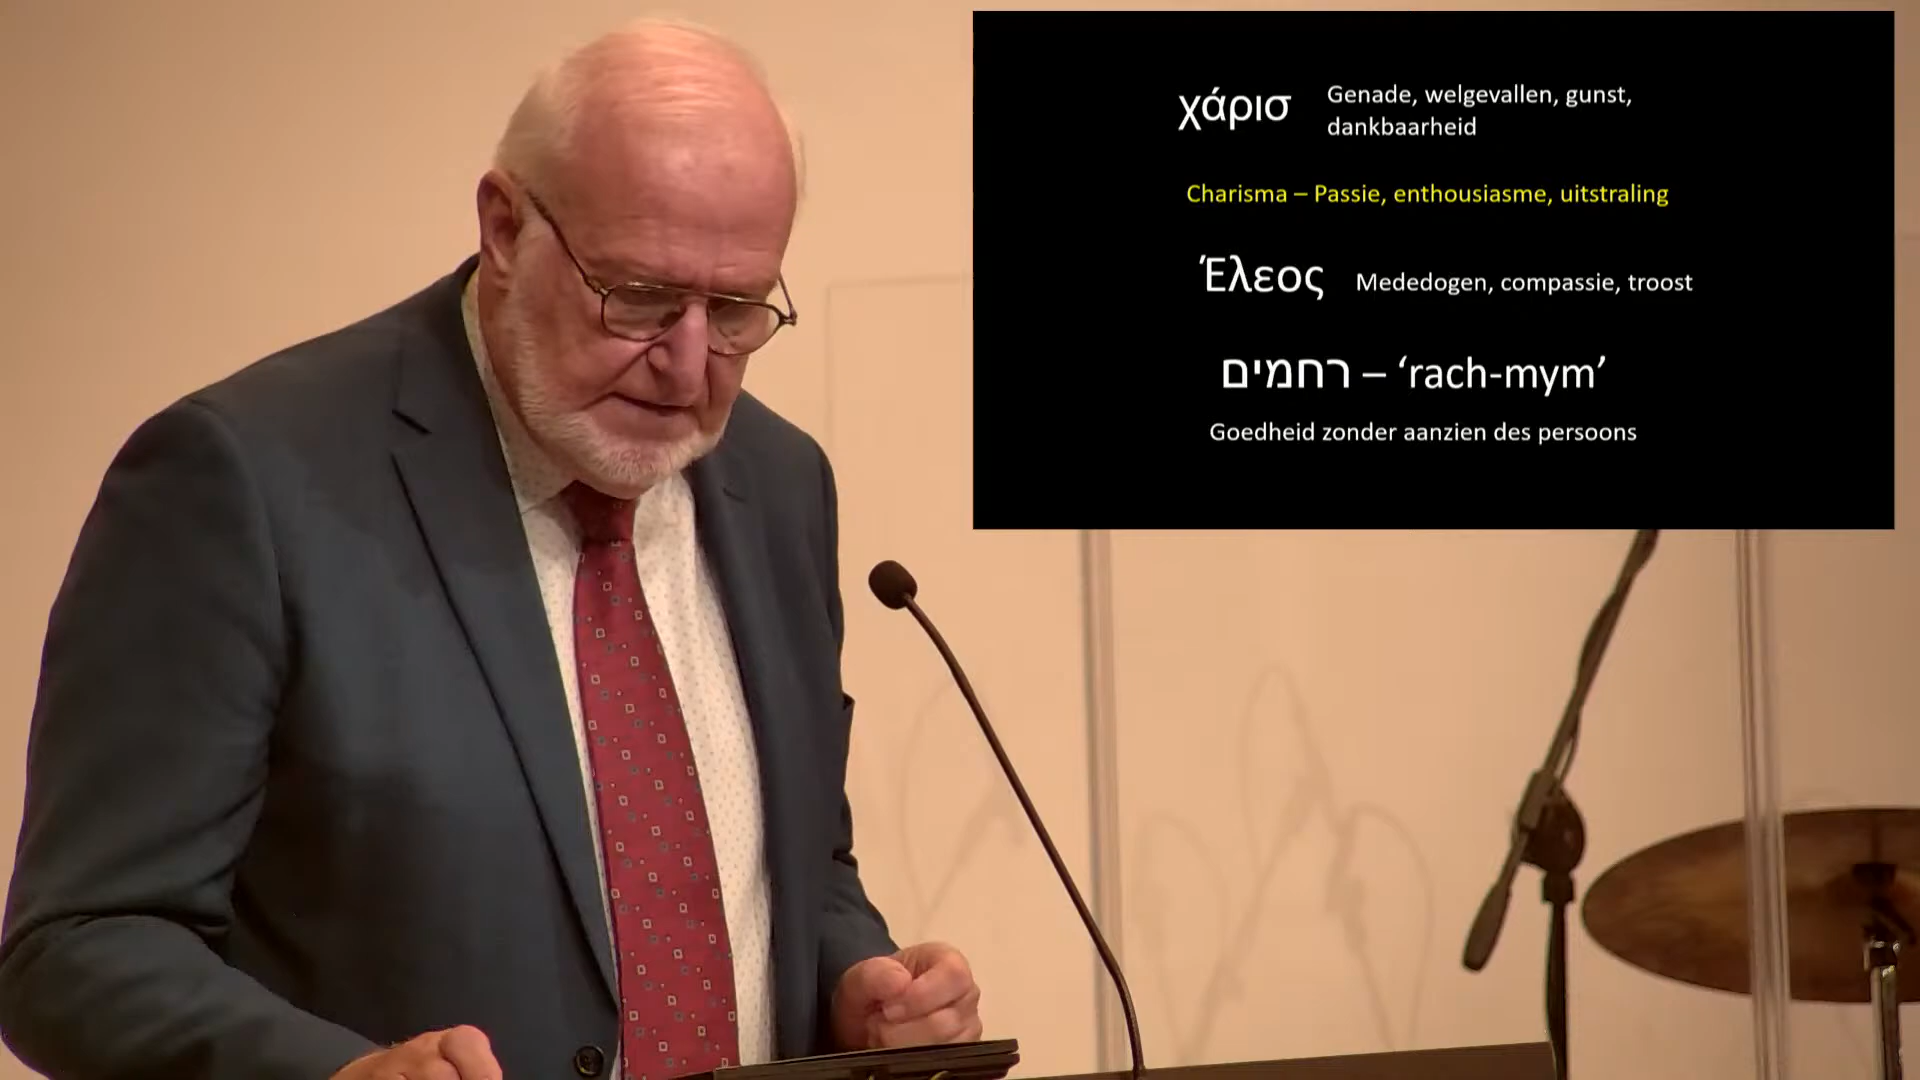 χάρισ
Genade, welgevallen, gunst,
dankbaarheid
Charisma – Passie, enthousiasme, uitstraling
Έλεος Mededogen, compassie, troost
רחמים – ‘rach-mym’
Goedheid zonder aanzien des persoons